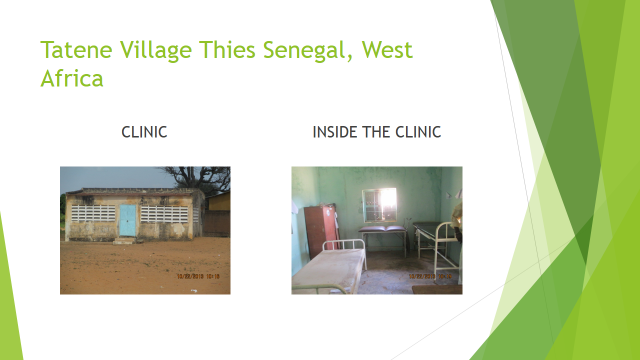 Tatene Village Thies Senegal, West
Africa
CLINIC
INSIDE THE CLINIC